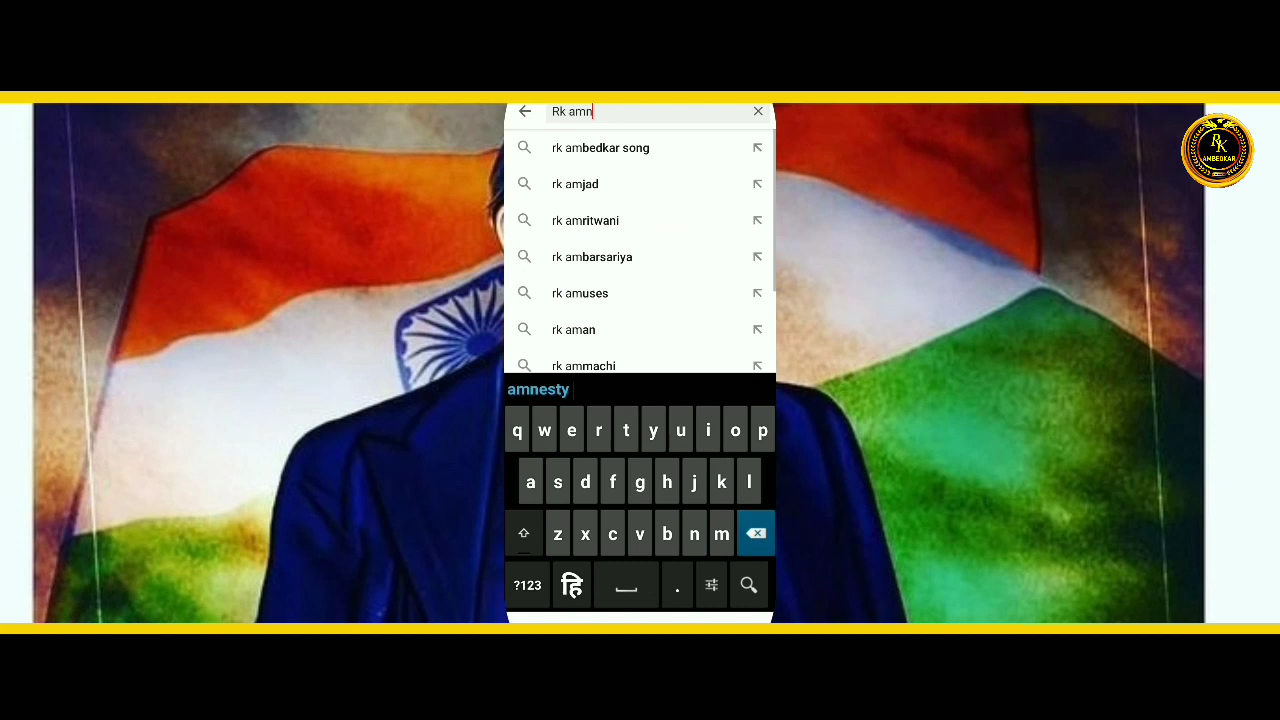 Rk amn
RK
AMBEDKAR
rk ambedkar song
rk amjad
rk amritwani
rk ambarsariya
rk amuses
rk aman
rk ammachi
amnesty
q w e r t y u i o p
a s d f g h j k l
z x c v b n m
?123 हि .